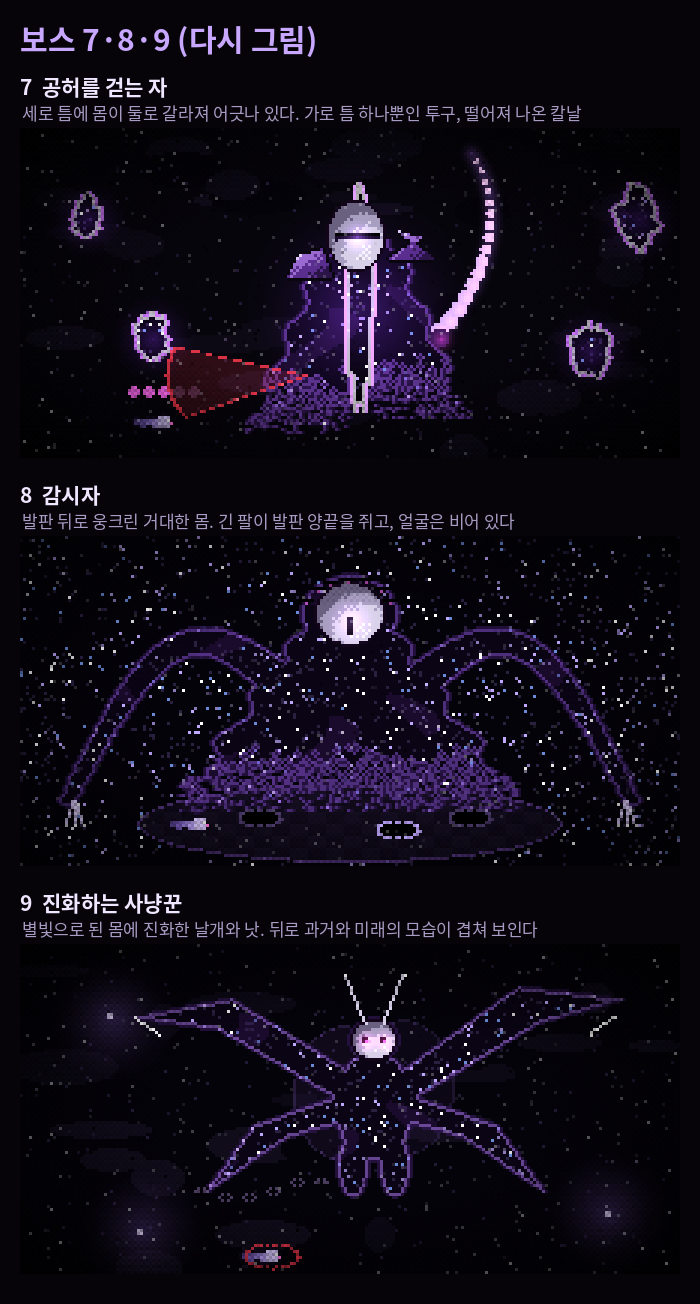 보스 7·8·9 (다시 그림)
7 공허를 걷는 자
세로 틈에 몸이 둘로 갈라져 어긋나 있다. 가로 틈 하나뿐인 투구, 떨어져 나온 칼날
8 감시자
발판 뒤로 웅크린 거대한 몸. 긴 팔이 발판 양끝을 쥐고, 얼굴은 비어 있다
9 진화하는 사냥꾼
별빛으로 된 몸에 진화한 날개와 낫. 뒤로 과거와 미래의 모습이 겹쳐 보인다